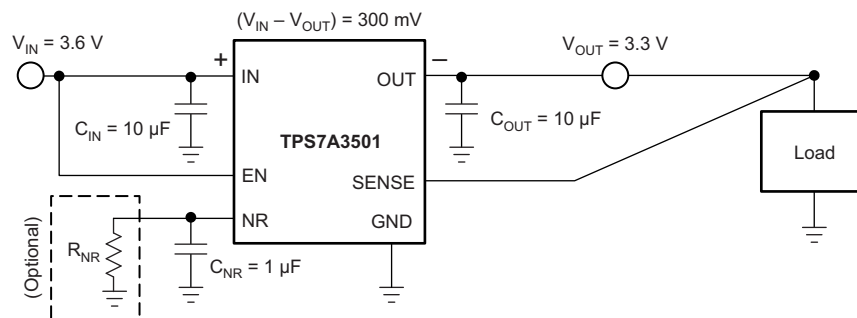 (V_IN – V_OUT) = 300 mV
V_IN = 3.6 V
V_OUT = 3.3 V
+
–
IN
OUT
C_IN = 10 µF
C_OUT = 10 µF
TPS7A3501
Load
EN
SENSE
NR
GND
(Optional)
R_NR
C_NR = 1 µF